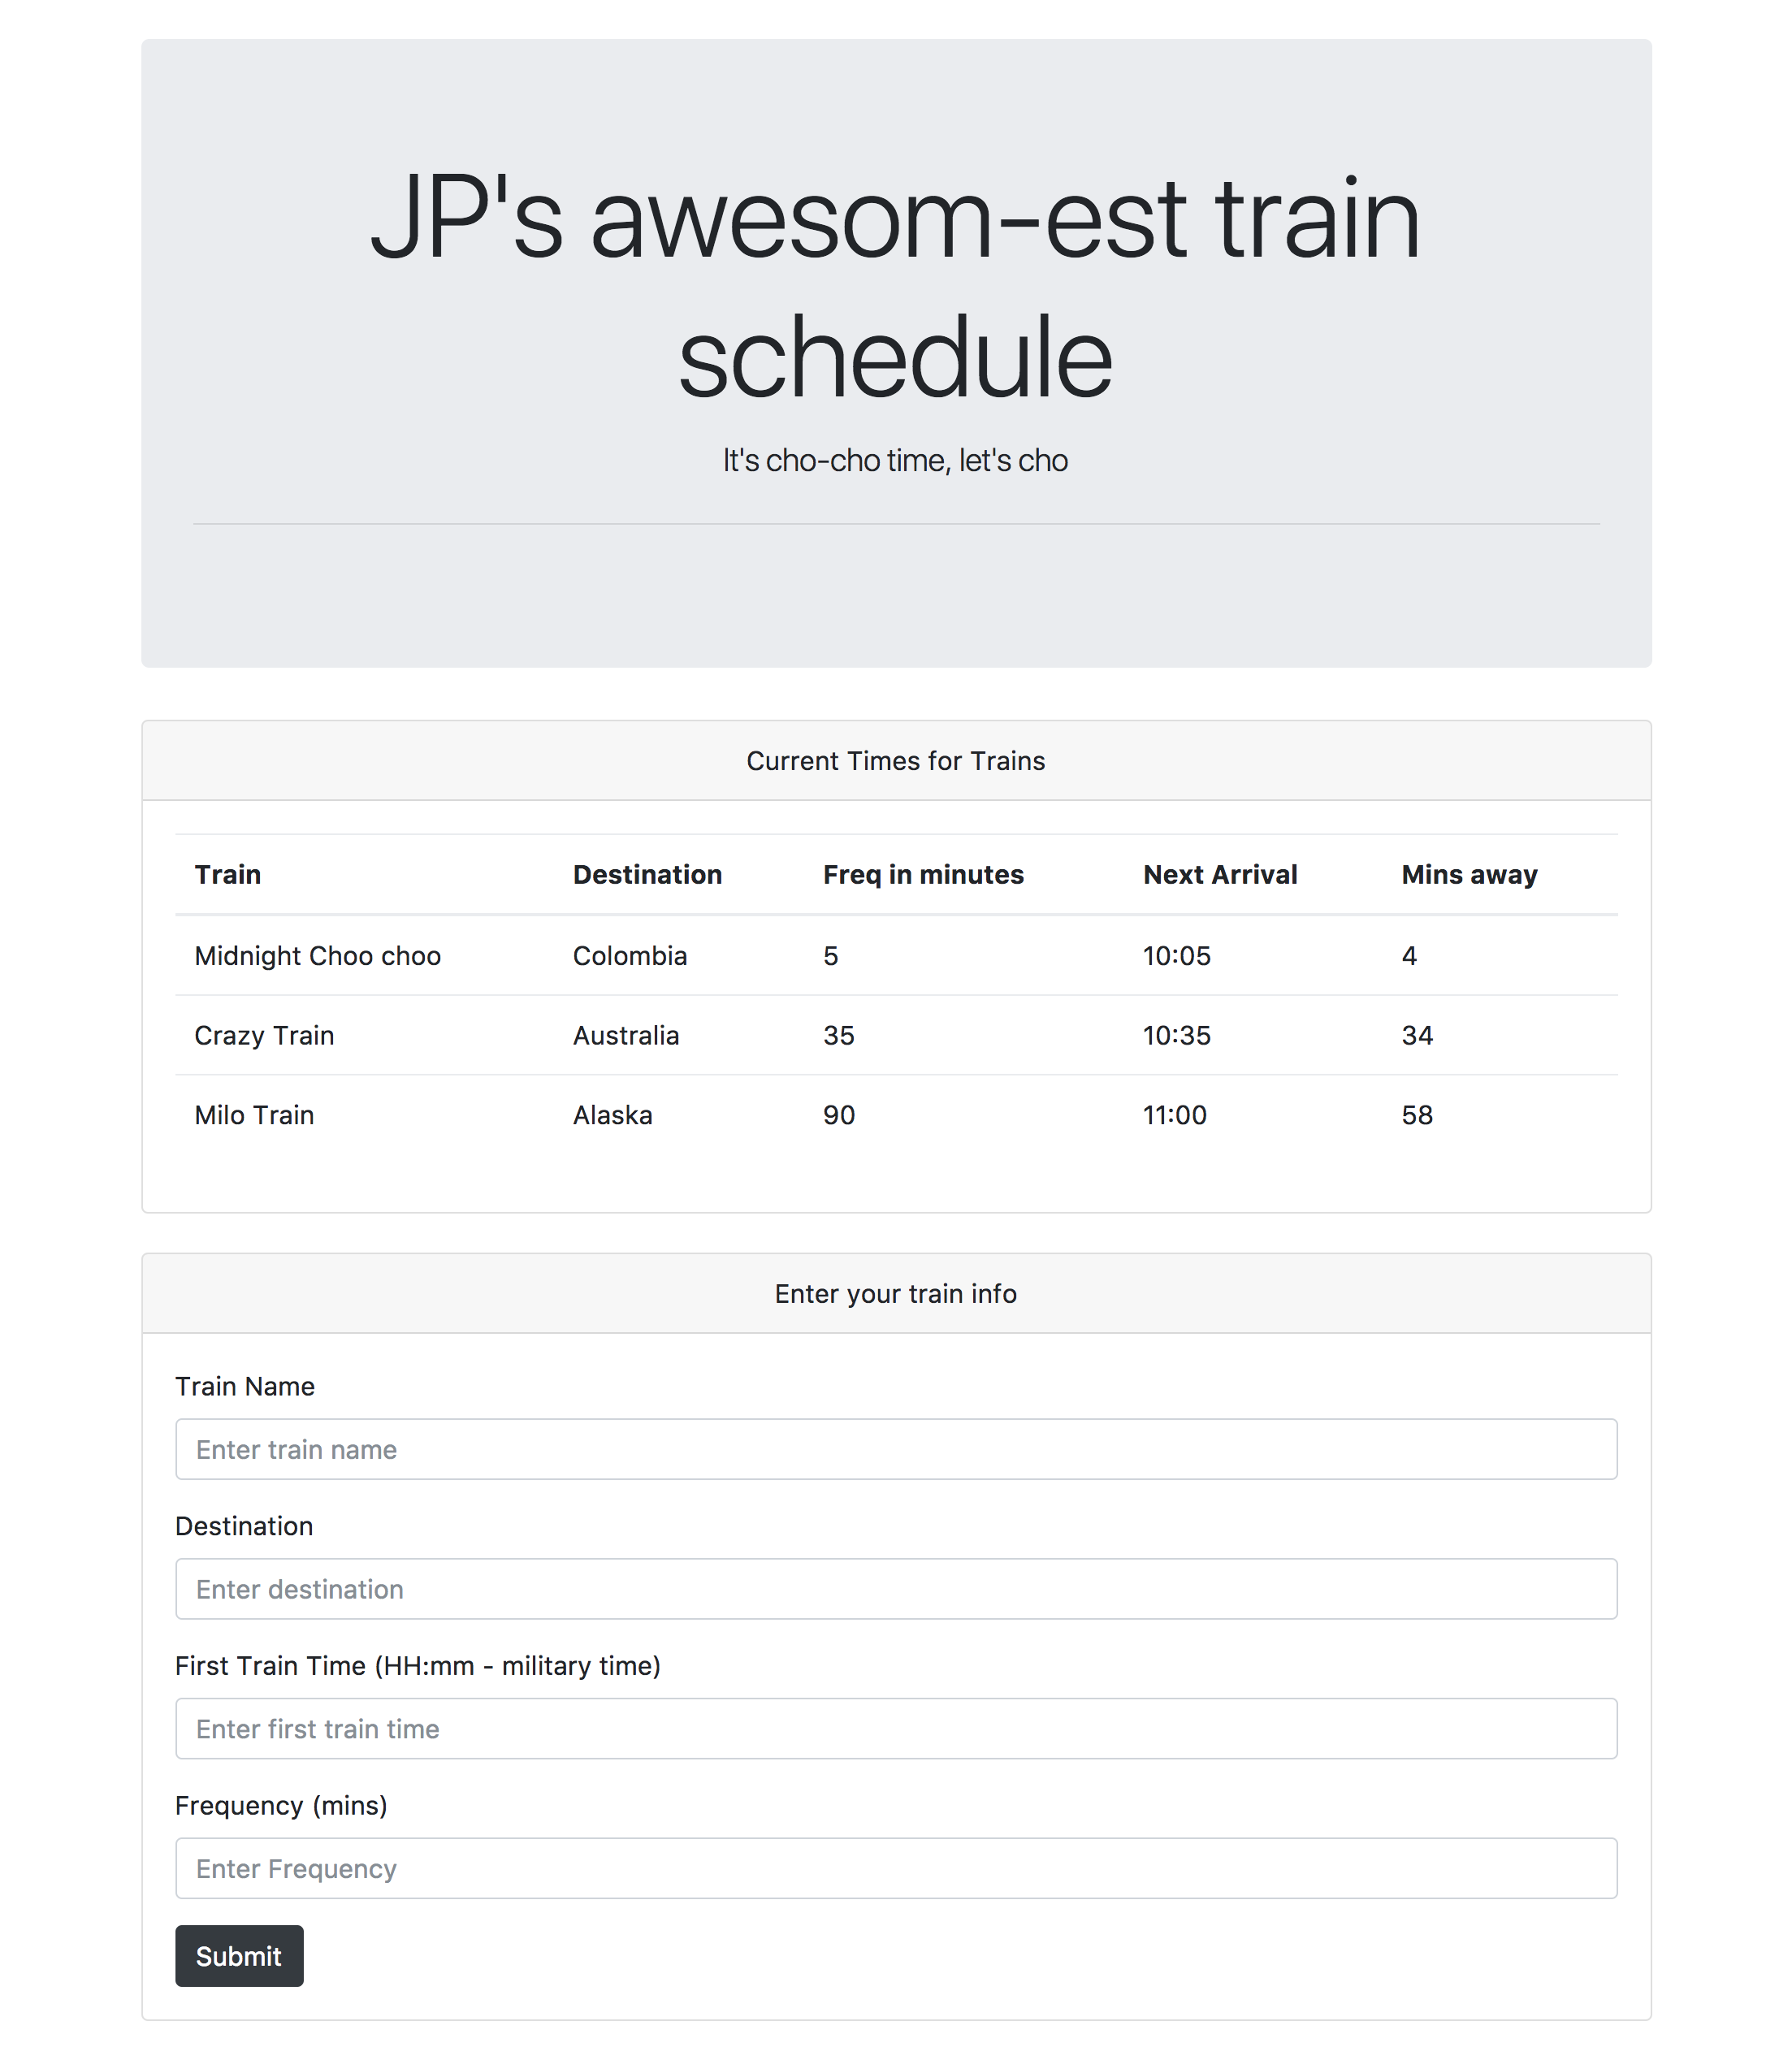 JP's awesom-est train
schedule
It's cho-cho time, let's cho
Current Times for Trains
Train Destination Freq in minutes Next Arrival Mins away
Midnight Choo choo Colombia 5 10:05 4
Crazy Train Australia 35 10:35 34
Milo Train Alaska 90 11:00 58
Enter your train info
Train Name
Enter train name
Destination
Enter destination
First Train Time (HH:mm - military time)
Enter first train time
Frequency (mins)
Enter Frequency
Submit